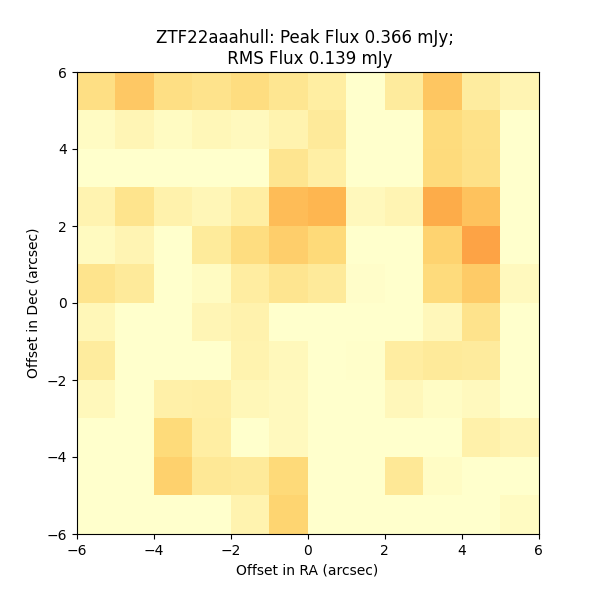 ZTF22aaahull: Peak Flux 0.366 mJy;
RMS Flux 0.139 mJy
6
4
2
0
−2
−4
−6
Offset in Dec (arcsec)
−6 −4 −2 0 2 4 6
Offset in RA (arcsec)